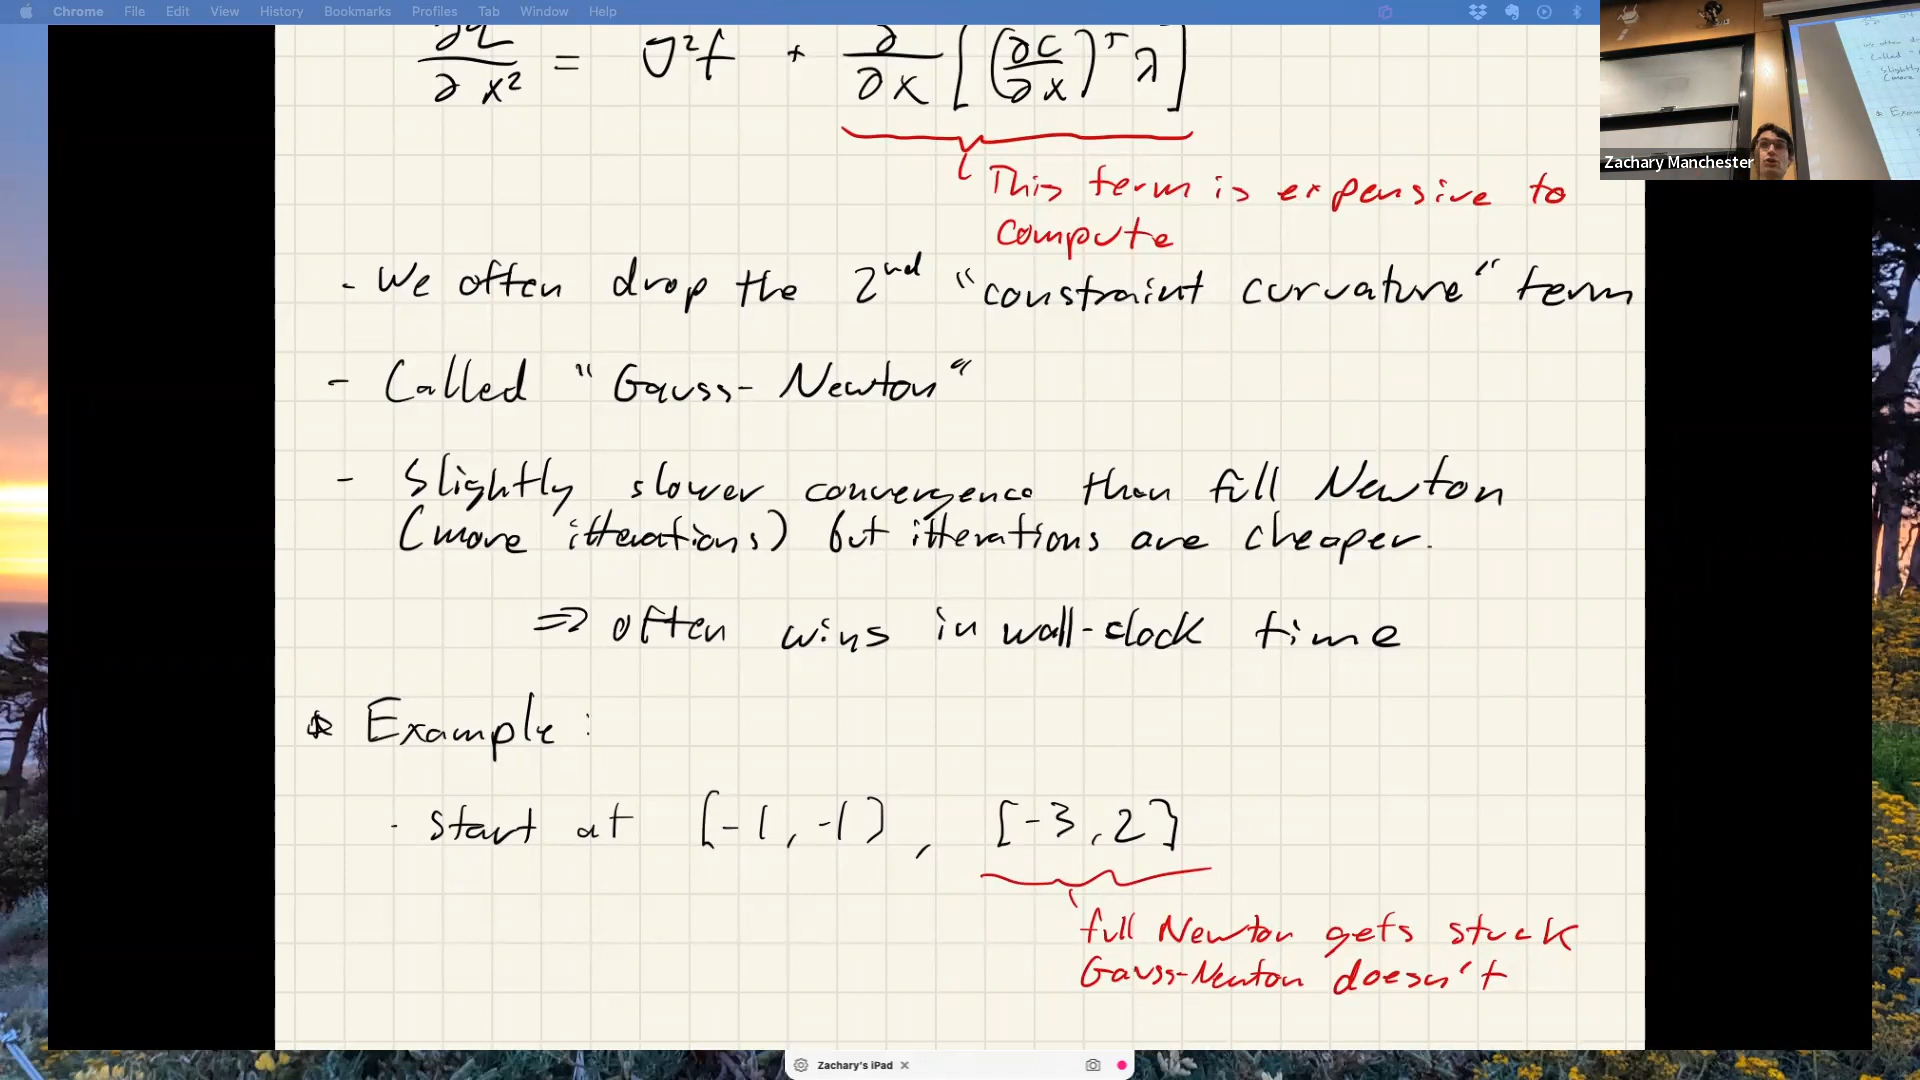 Chrome File Edit View History Bookmarks Profiles Tab Window Help
∂²L/∂x² = ∇²f + ∂/∂x [(∂c/∂x)ᵀ λ]
This term is expensive to
compute
- We often drop the 2nd "constraint curvature" term
- Called "Gauss-Newton"
- Slightly slower convergence than full Newton
(more itterations) but itterations are cheaper.
⇒ often wins in wall-clock time
* Example:
- start at [-1, -1], [-3, 2]
full Newton gets stuck
Gauss-Newton doesn't
Zachary Manchester
Zachary's iPad